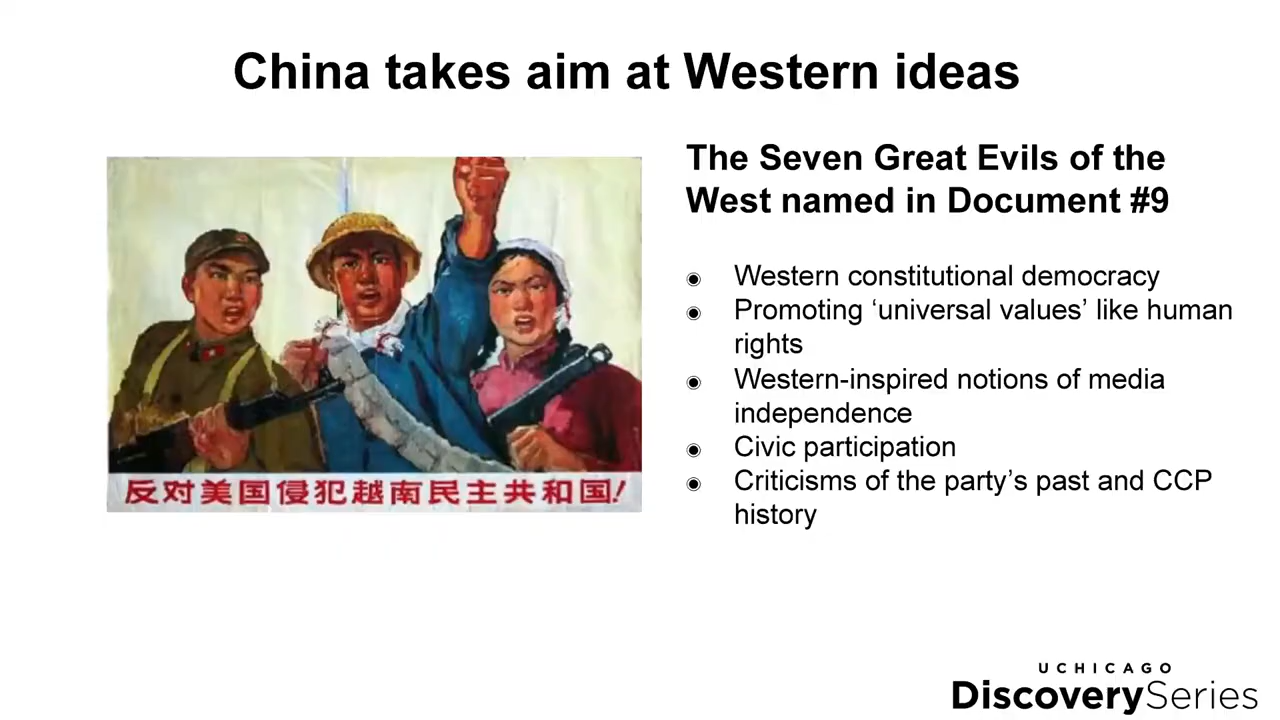 China takes aim at Western ideas
The Seven Great Evils of the
West named in Document #9
◉ Western constitutional democracy
◉ Promoting ‘universal values’ like human
rights
◉ Western-inspired notions of media
independence
◉ Civic participation
◉ Criticisms of the party’s past and CCP
history
反对美国侵犯越南民主共和国!
UCHICAGO
DiscoverySeries